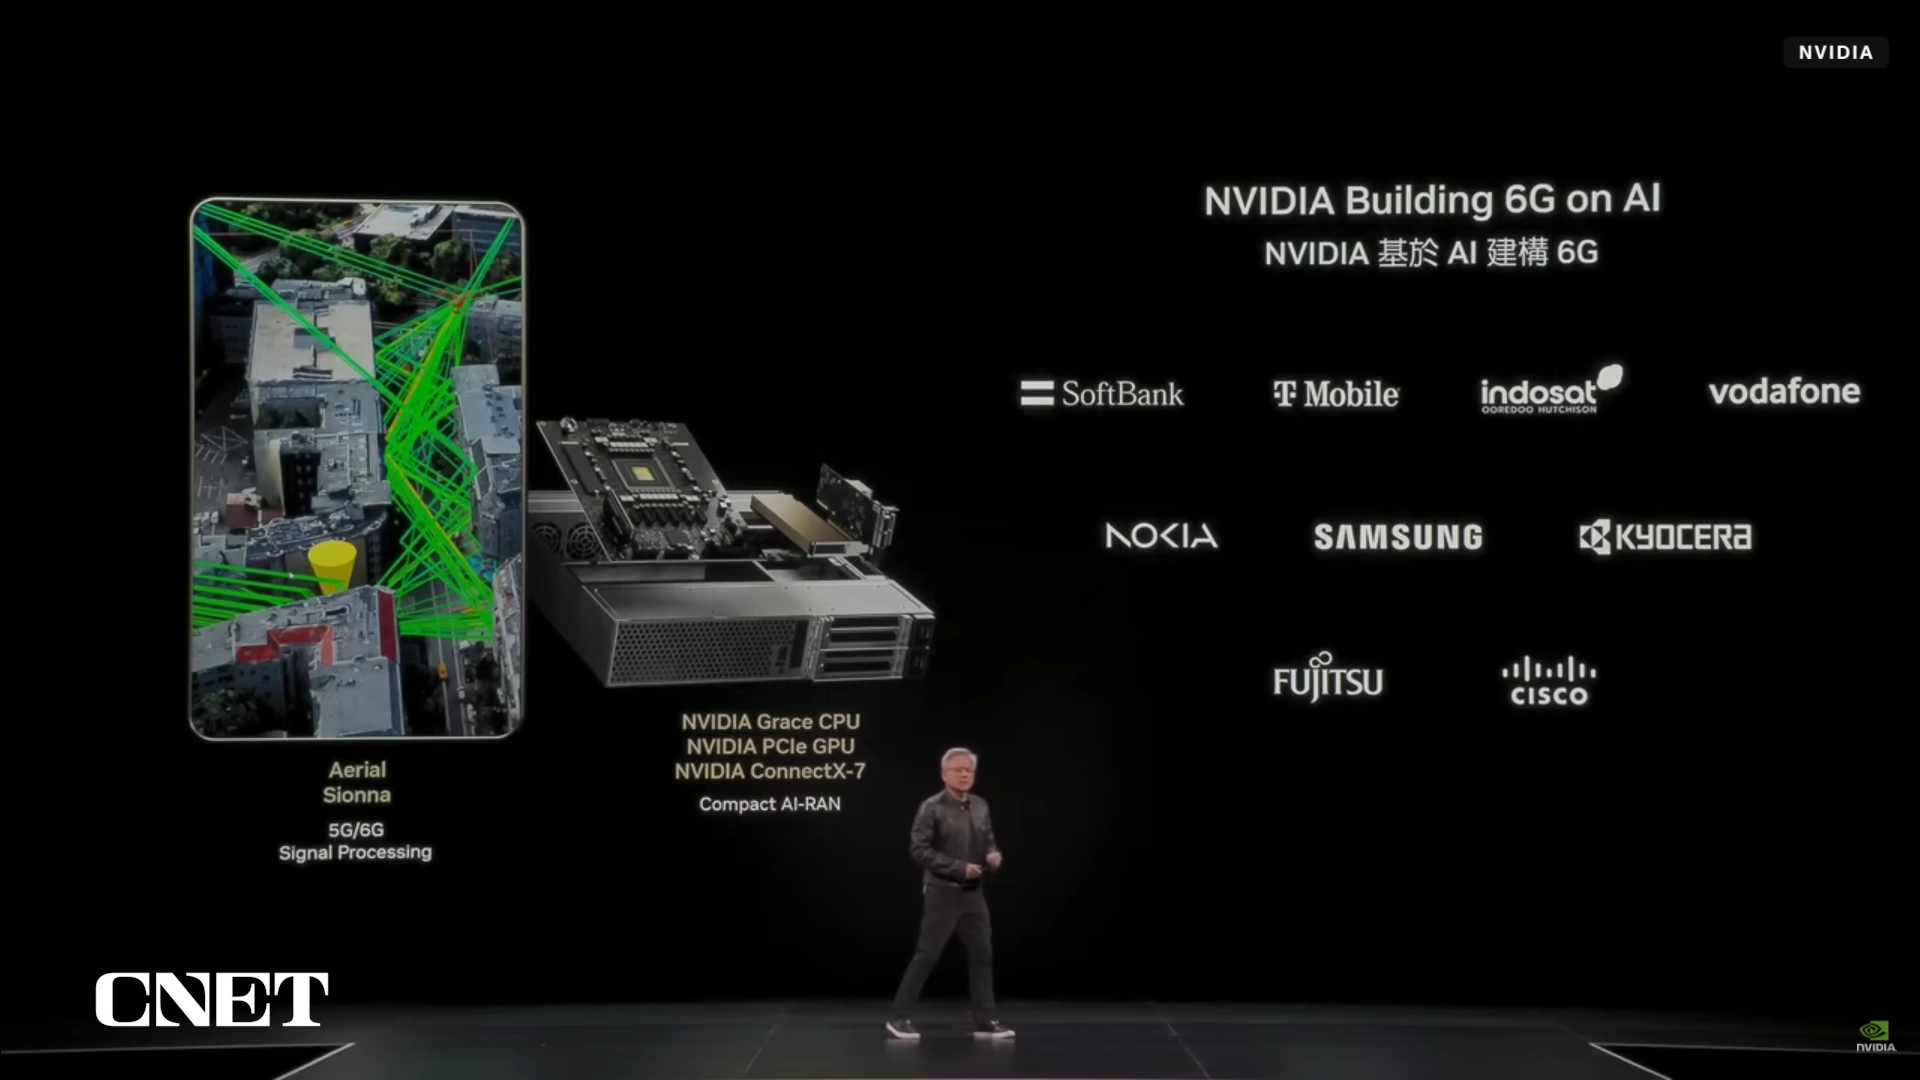 NVIDIA
NVIDIA Building 6G on AI
NVIDIA 基於 AI 建構 6G
SoftBank
T Mobile
indosat
OOREDOO HUTCHISON
vodafone
NOKIA
SAMSUNG
KYOCERA
FUJITSU
CISCO
NVIDIA Grace CPU
NVIDIA PCIe GPU
NVIDIA ConnectX-7
Compact AI-RAN
Aerial
Sionna
5G/6G
Signal Processing
CNET
NVIDIA